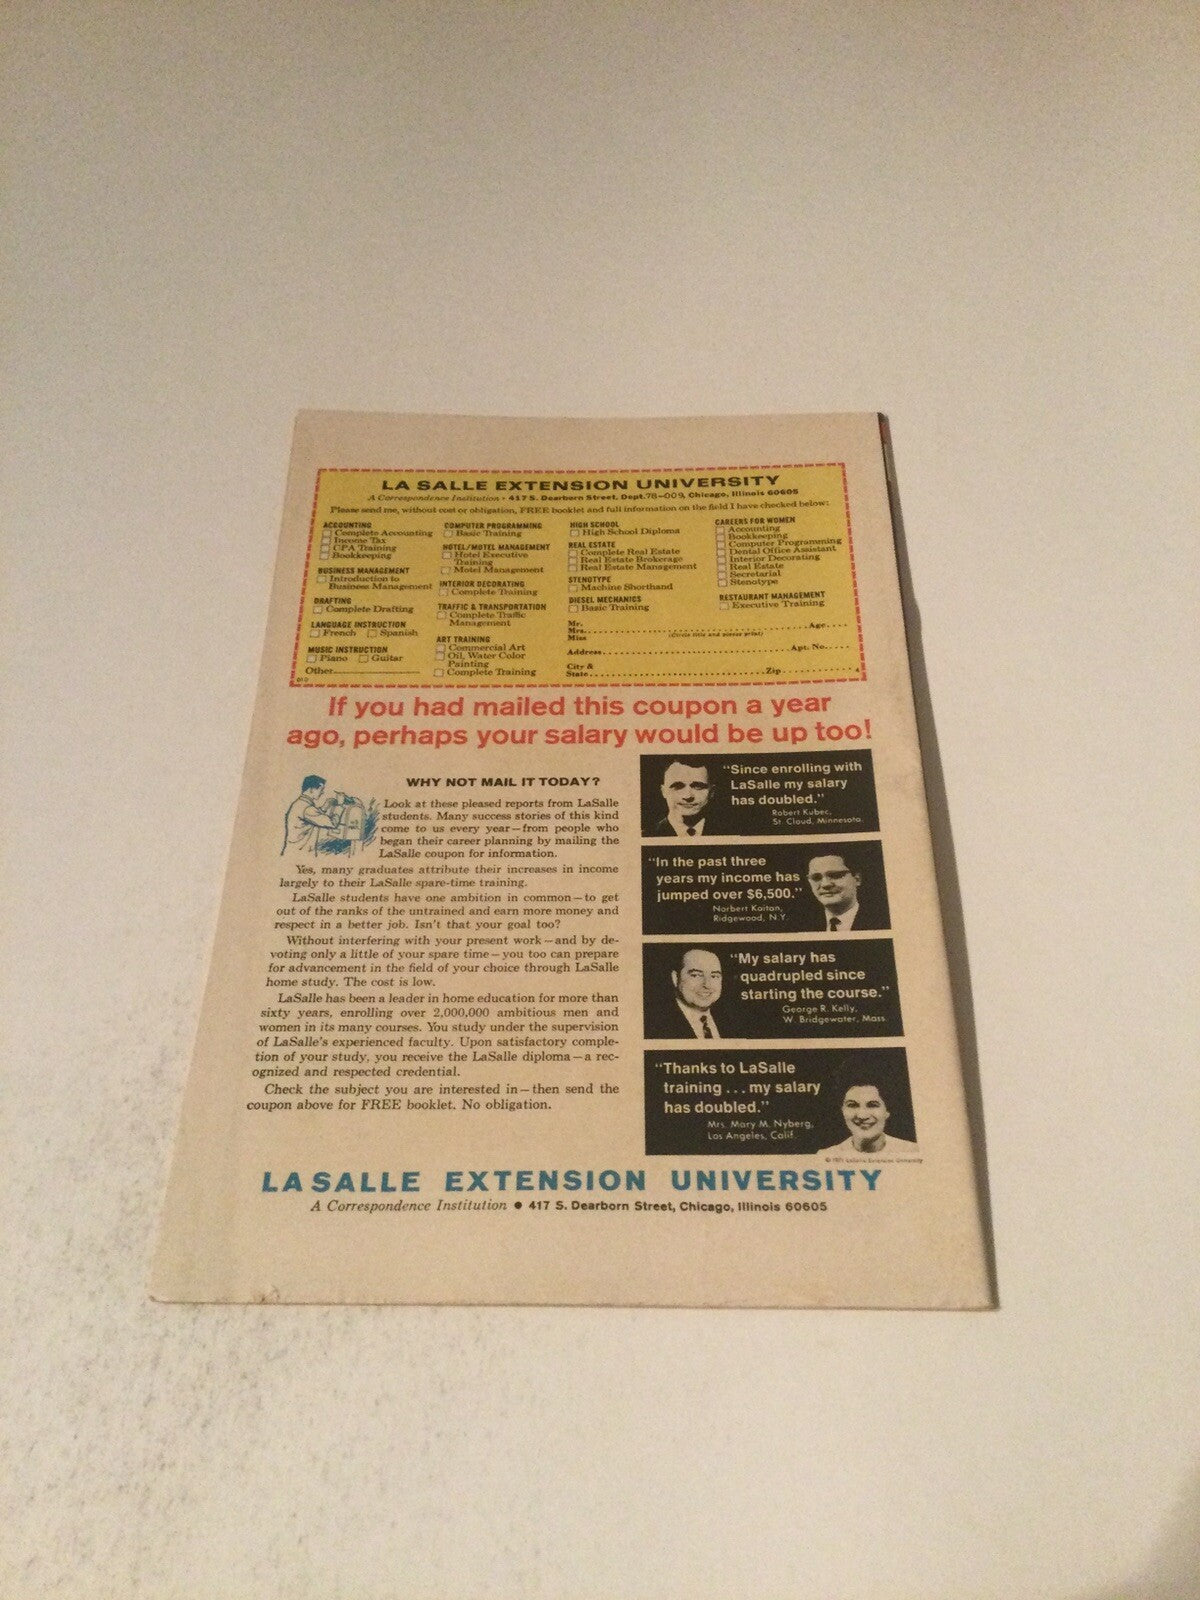 LA SALLE EXTENSION UNIVERSITY
A Correspondence Institution • 417 S. Dearborn Street, Dept. 78-009, Chicago, Illinois 60605
Please send me, without cost or obligation, FREE booklet and full information on the field I have checked below:
ACCOUNTING
Complete Accounting
Income Tax
CPA Training
Bookkeeping
BUSINESS MANAGEMENT
Introduction to
Business Management
DRAFTING
Complete Drafting
LANGUAGE INSTRUCTION
French Spanish
MUSIC INSTRUCTION
Piano Guitar
Other
COMPUTER PROGRAMMING
Basic Training
HOTEL/MOTEL MANAGEMENT
Hotel Executive
Training
Motel Management
INTERIOR DECORATING
Complete Training
TRAFFIC & TRANSPORTATION
Complete Traffic
Management
ART TRAINING
Commercial Art
Oil, Water Color
Painting
Complete Training
HIGH SCHOOL
High School Diploma
REAL ESTATE
Complete Real Estate
Real Estate Brokerage
Real Estate Management
STENOTYPE
Machine Shorthand
DIESEL MECHANICS
Basic Training
CAREERS FOR WOMEN
Accounting
Bookkeeping
Computer Programming
Dental Office Assistant
Interior Decorating
Real Estate
Secretarial
Stenotype
RESTAURANT MANAGEMENT
Executive Training
Mr.
Mrs. Age
Miss (Circle title and please print)
Address Apt. No.
City &
State Zip
If you had mailed this coupon a year
ago, perhaps your salary would be up too!
WHY NOT MAIL IT TODAY?
Look at these pleased reports from LaSalle
students. Many success stories of this kind
come to us every year—from people who
began their career planning by mailing the
LaSalle coupon for information.
Yes, many graduates attribute their increases in income
largely to their LaSalle spare-time training.
LaSalle students have one ambition in common—to get
out of the ranks of the untrained and earn more money and
respect in a better job. Isn't that your goal too?
Without interfering with your present work—and by de-
voting only a little of your spare time—you too can prepare
for advancement in the field of your choice through LaSalle
home study. The cost is low.
LaSalle has been a leader in home education for more than
sixty years, enrolling over 2,000,000 ambitious men and
women in its many courses. You study under the supervision
of LaSalle's experienced faculty. Upon satisfactory comple-
tion of your study, you receive the LaSalle diploma—a rec-
ognized and respected credential.
Check the subject you are interested in—then send the
coupon above for FREE booklet. No obligation.
"Since enrolling with
LaSalle my salary
has doubled."
Robert Kubec,
St. Cloud, Minnesota.
"In the past three
years my income has
jumped over $6,500."
Norbert Kaitan,
Ridgewood, N.Y.
"My salary has
quadrupled since
starting the course."
George R. Kelly,
W. Bridgewater, Mass.
"Thanks to LaSalle
training . . . my salary
has doubled."
Mrs. Mary M. Nyberg,
Los Angeles, Calif.
© 1971 LaSalle Extension University
LASALLE EXTENSION UNIVERSITY
A Correspondence Institution • 417 S. Dearborn Street, Chicago, Illinois 60605